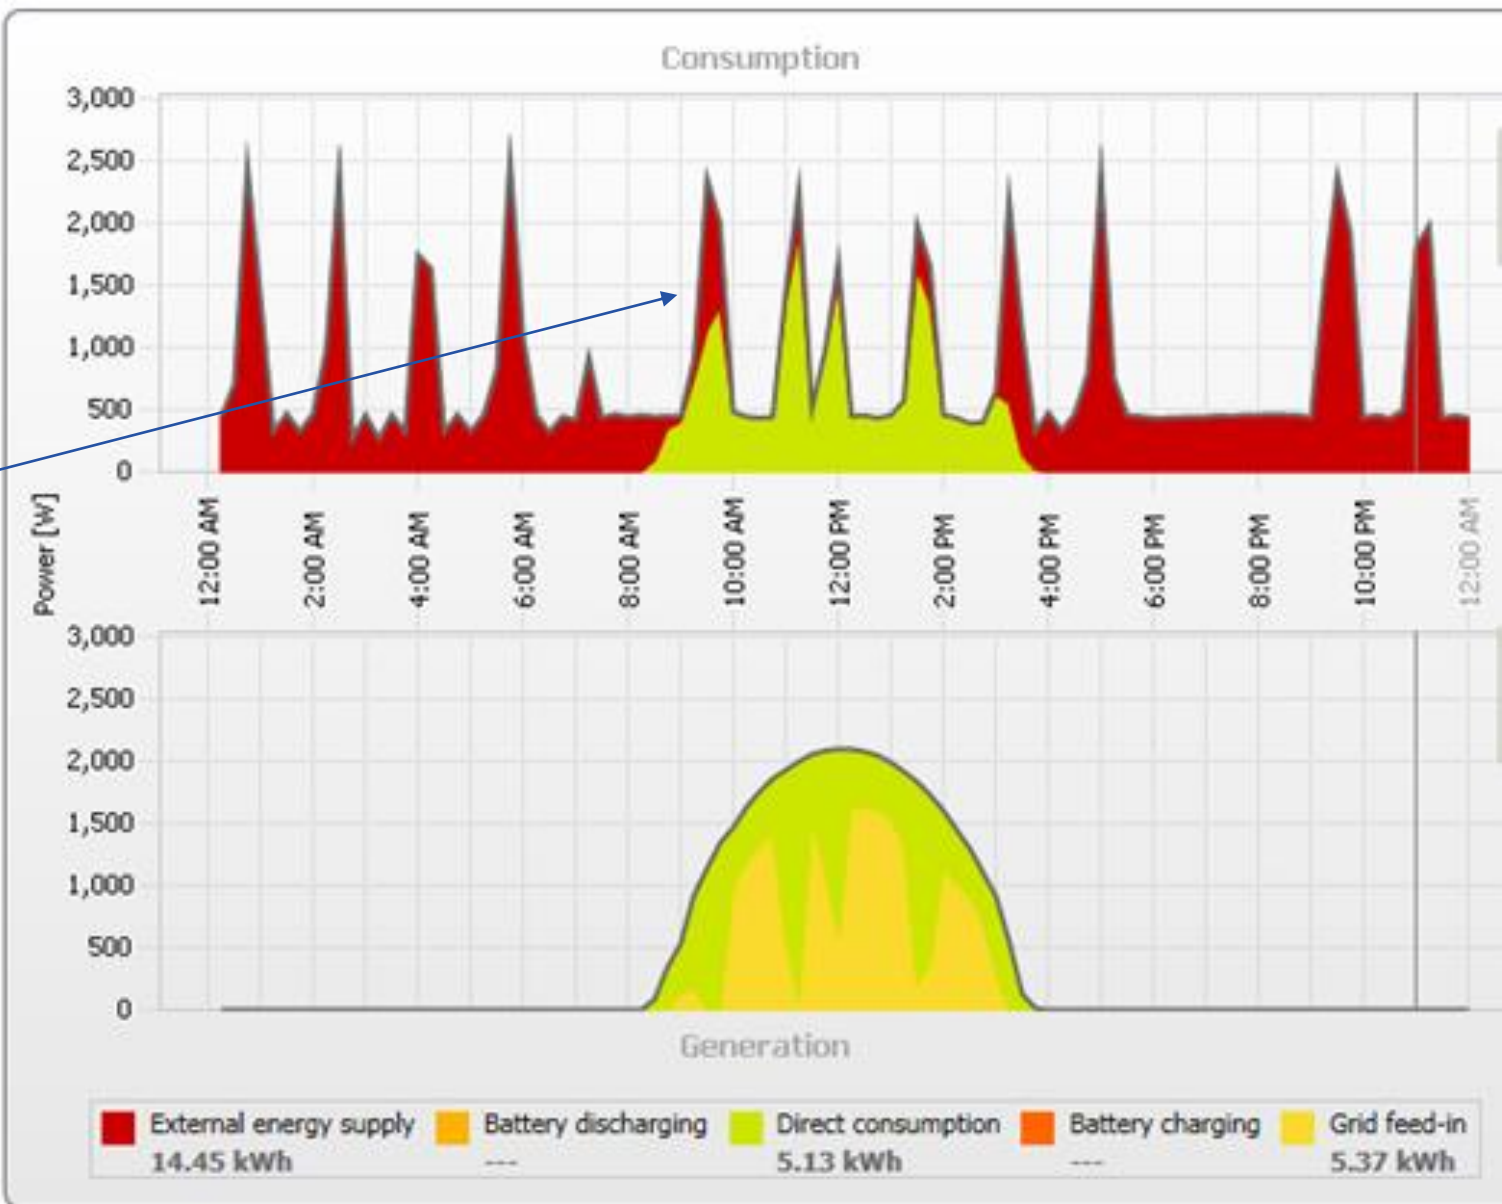 Consumption
3,000
2,500
2,000
1,500
1,000
500
0
Power [W]
12:00 AM
2:00 AM
4:00 AM
6:00 AM
8:00 AM
10:00 AM
12:00 PM
2:00 PM
4:00 PM
6:00 PM
8:00 PM
10:00 PM
12:00 AM
3,000
2,500
2,000
1,500
1,000
500
0
Generation
External energy supply Battery discharging Direct consumption Battery charging Grid feed-in
14.45 kWh --- 5.13 kWh --- 5.37 kWh